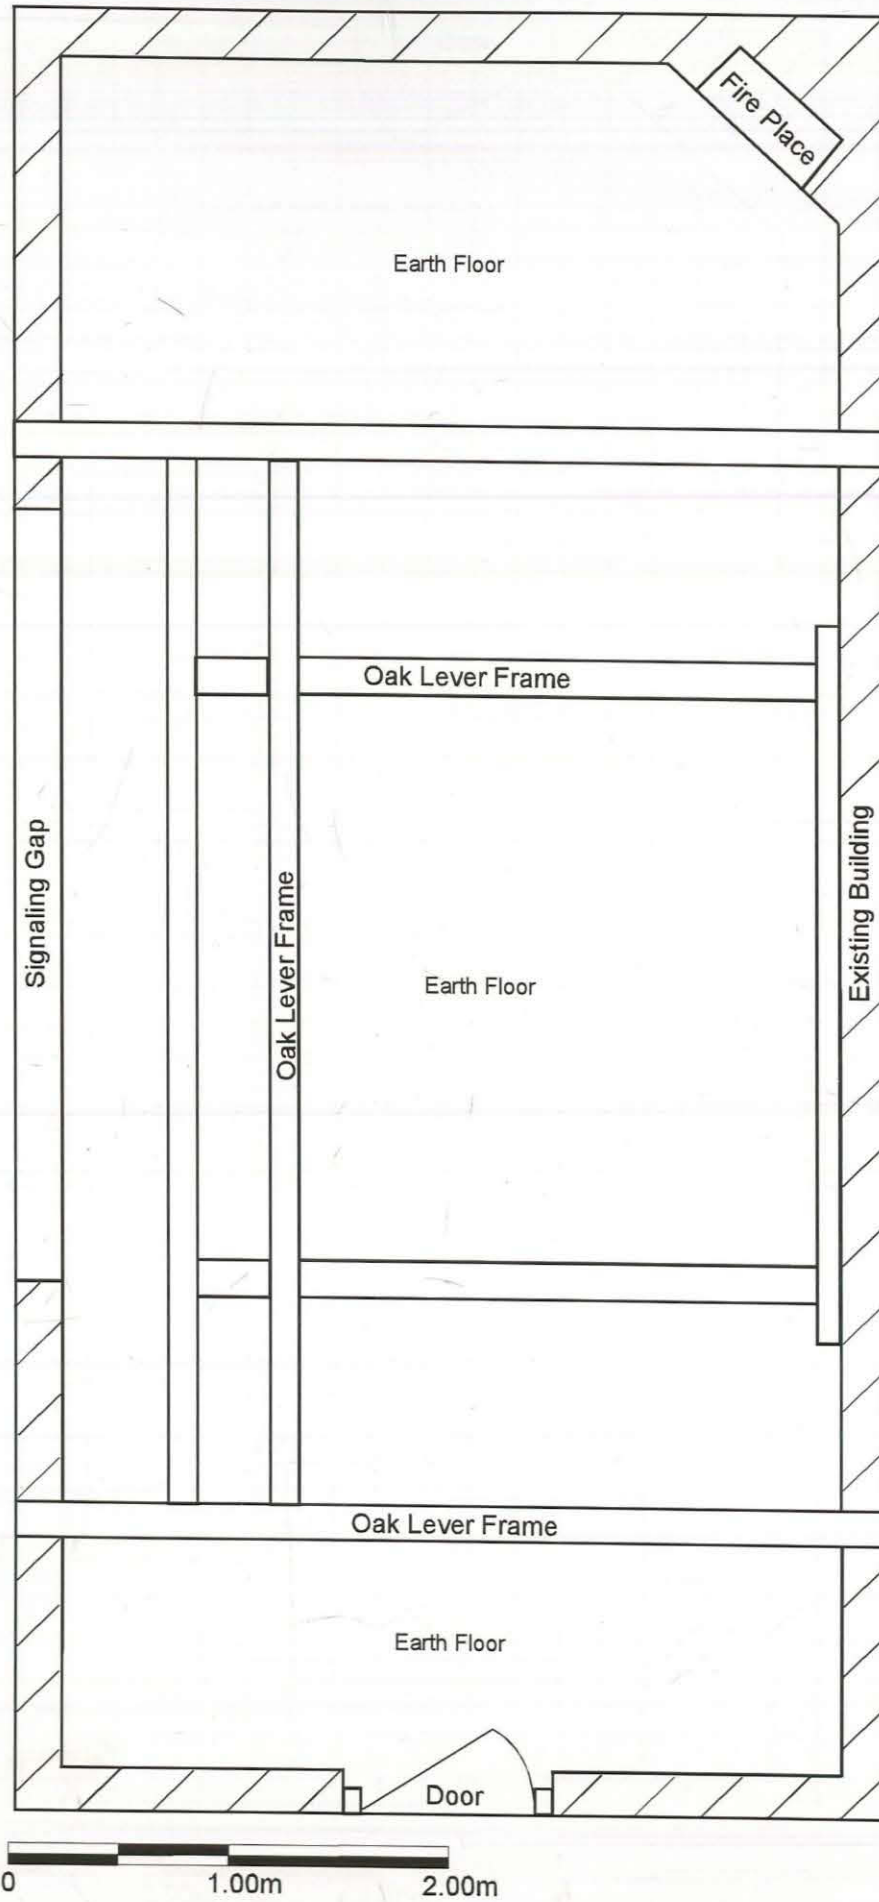 Fire Place
Earth Floor
Oak Lever Frame
Signaling Gap
Oak Lever Frame
Earth Floor
Existing Building
Oak Lever Frame
Earth Floor
Door
0 1.00m 2.00m